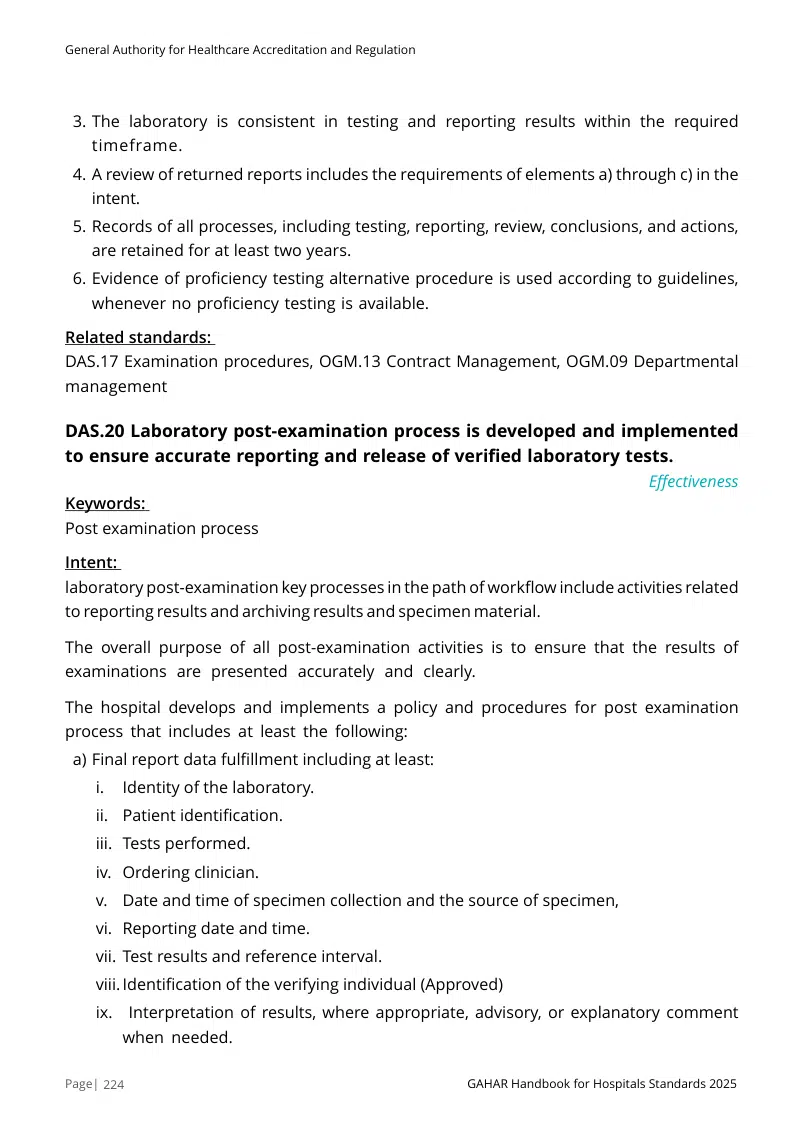 General Authority for Healthcare Accreditation and Regulation
3. The laboratory is consistent in testing and reporting results within the required
timeframe.
4. A review of returned reports includes the requirements of elements a) through c) in the
intent.
5. Records of all processes, including testing, reporting, review, conclusions, and actions,
are retained for at least two years.
6. Evidence of proficiency testing alternative procedure is used according to guidelines,
whenever no proficiency testing is available.
Related standards:
DAS.17 Examination procedures, OGM.13 Contract Management, OGM.09 Departmental
management
DAS.20 Laboratory post-examination process is developed and implemented
to ensure accurate reporting and release of verified laboratory tests.
Effectiveness
Keywords:
Post examination process
Intent:
laboratory post-examination key processes in the path of workflow include activities related
to reporting results and archiving results and specimen material.
The overall purpose of all post-examination activities is to ensure that the results of
examinations are presented accurately and clearly.
The hospital develops and implements a policy and procedures for post examination
process that includes at least the following:
a) Final report data fulfillment including at least:
i. Identity of the laboratory.
ii. Patient identification.
iii. Tests performed.
iv. Ordering clinician.
v. Date and time of specimen collection and the source of specimen,
vi. Reporting date and time.
vii. Test results and reference interval.
viii. Identification of the verifying individual (Approved)
ix. Interpretation of results, where appropriate, advisory, or explanatory comment
when needed.
Page| 224
GAHAR Handbook for Hospitals Standards 2025